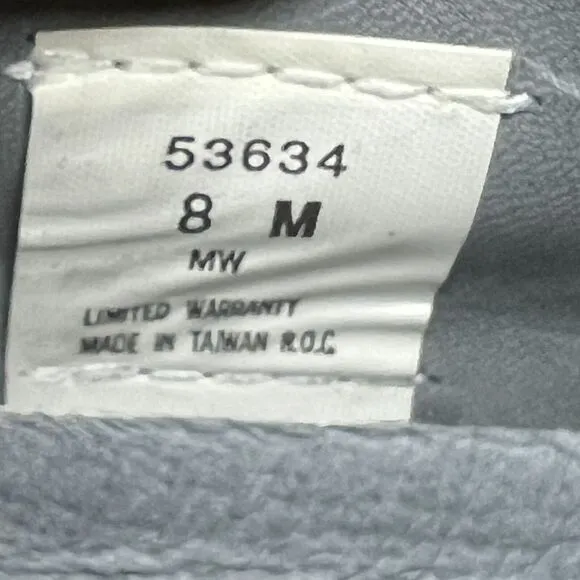 53634
8 M
MW
LIMITED WARRANTY
MADE IN TAIWAN R.O.C.